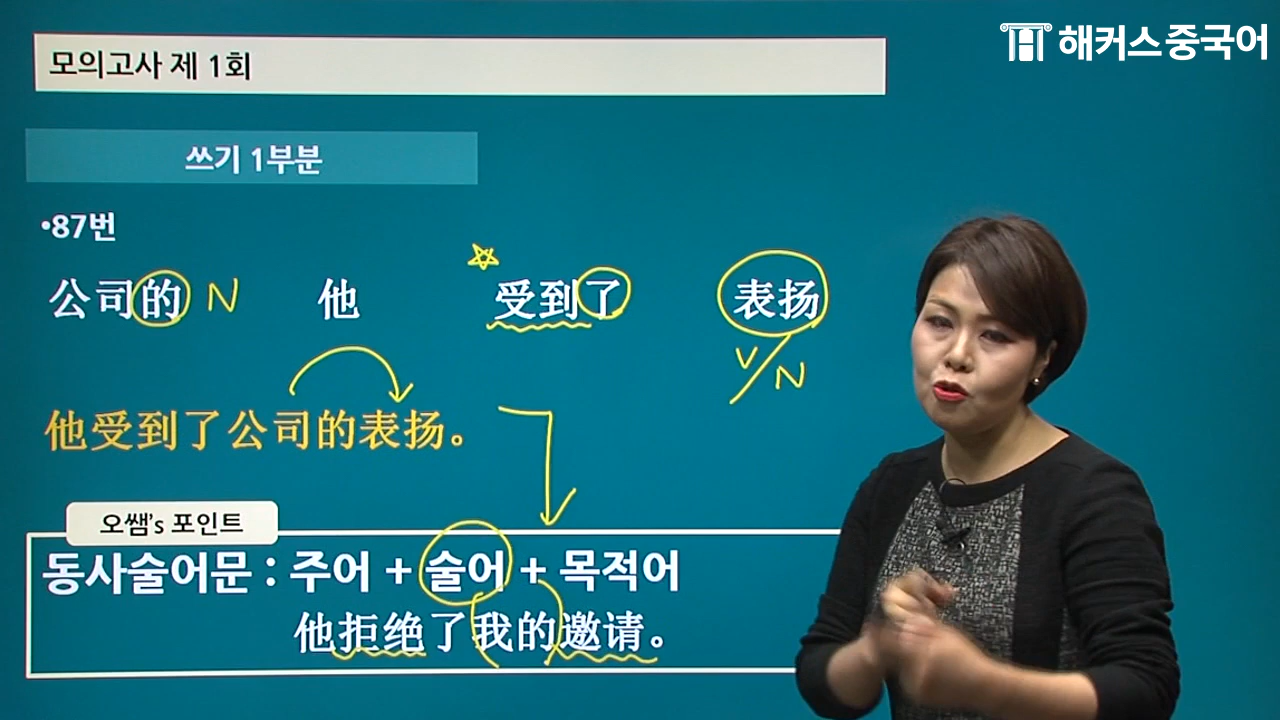 해커스중국어
모의고사 제 1회
쓰기 1부분
•87번
公司的 N 他 受到了 表扬
V/N
他受到了公司的表扬。
오쌤's 포인트
동사술어문 : 주어 + 술어 + 목적어
他拒绝了我的邀请。